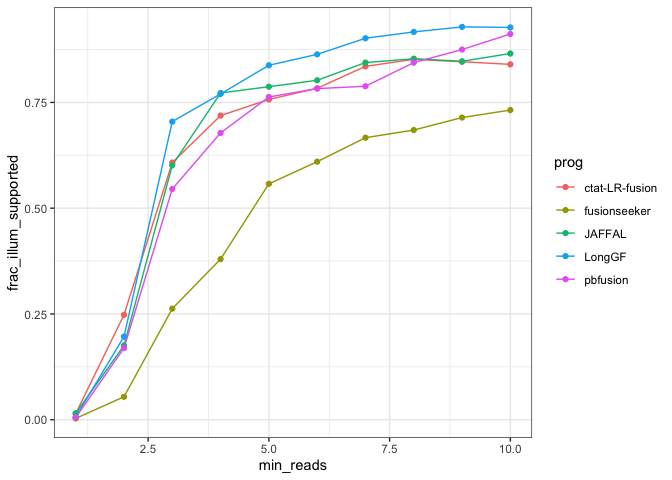 frac_illum_supported
0.75
0.50
0.25
0.00
2.5
5.0
7.5
10.0
min_reads
prog
ctat-LR-fusion
fusionseeker
JAFFAL
LongGF
pbfusion